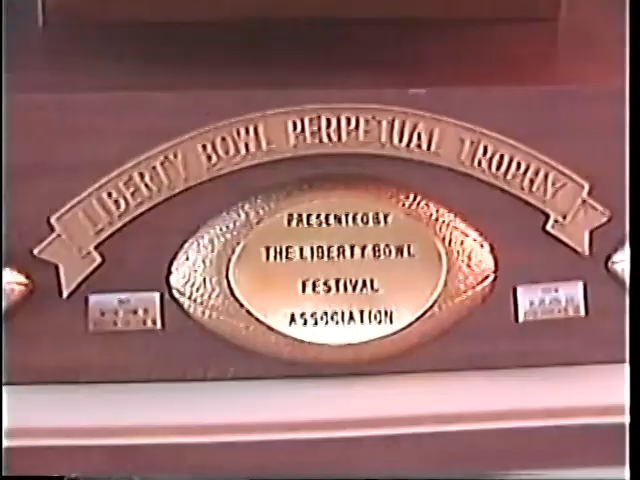 LIBERTY BOWL PERPETUAL TROPHY
PRESENTED BY
THE LIBERTY BOWL
FESTIVAL
ASSOCIATION